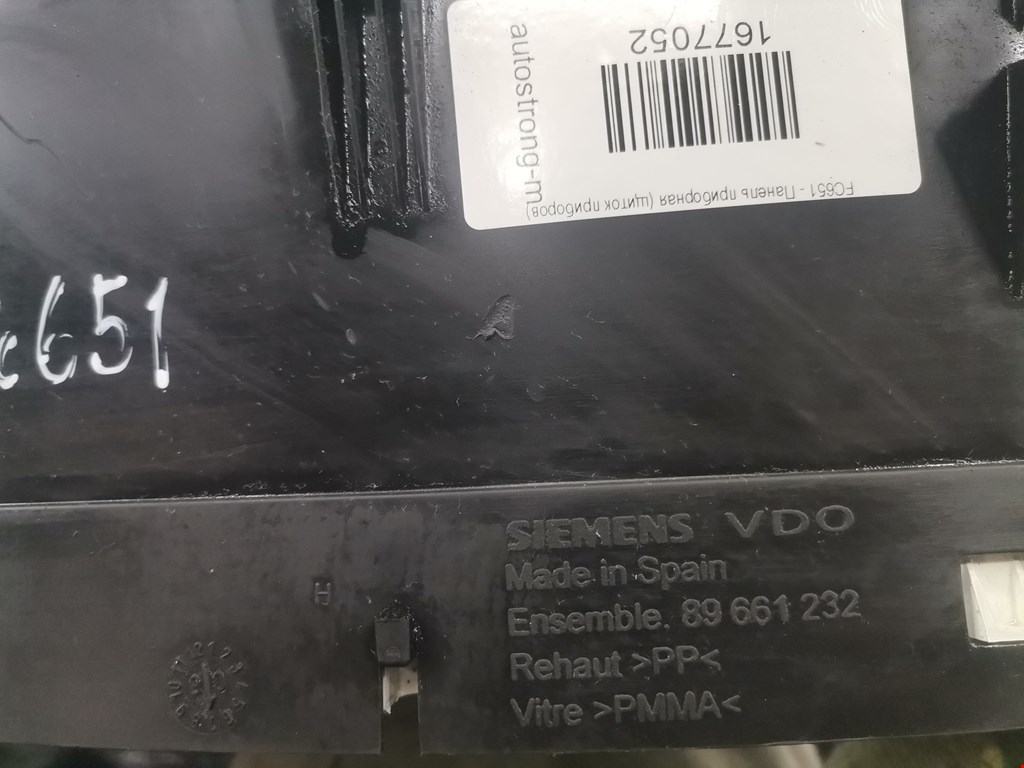 1677052
autostrong-m
FC651 - Панель приборная (щиток приборов)
651
SIEMENS VDO
Made in Spain
Ensemble. 89 661 232
Rehaut >PP<
Vitre >PMMA<
H